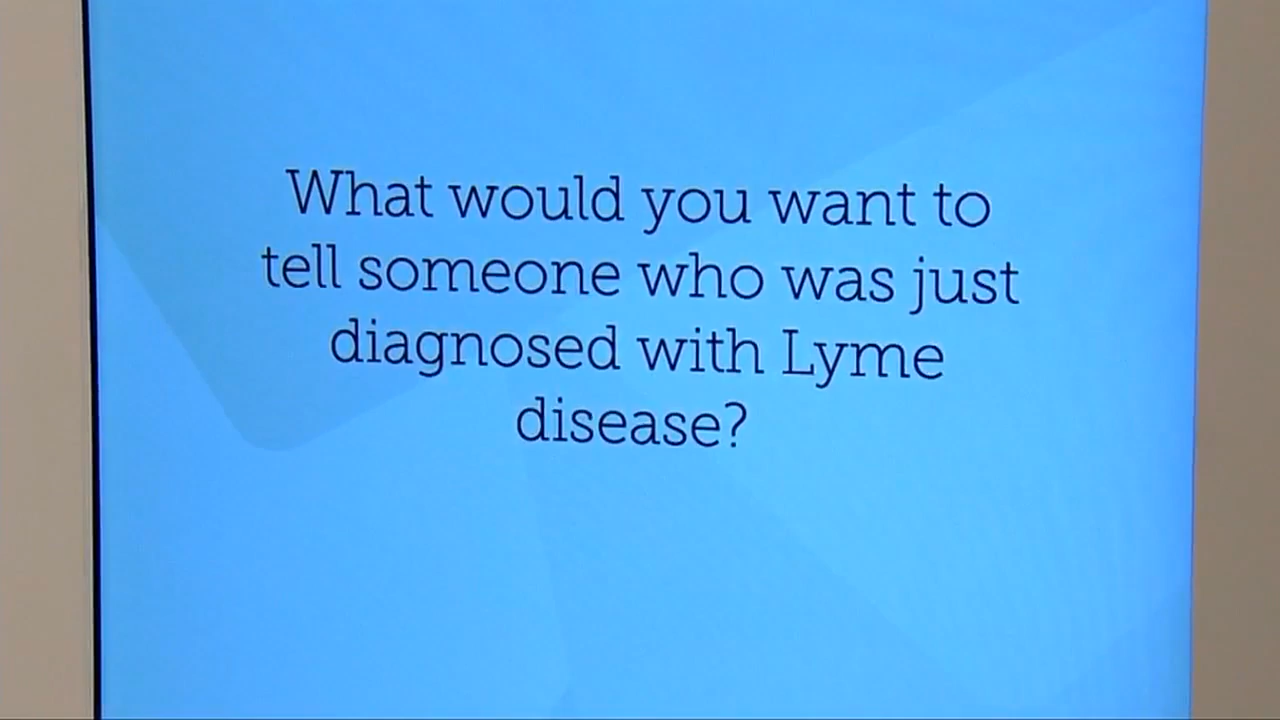 What would you want to
tell someone who was just
diagnosed with Lyme
disease?